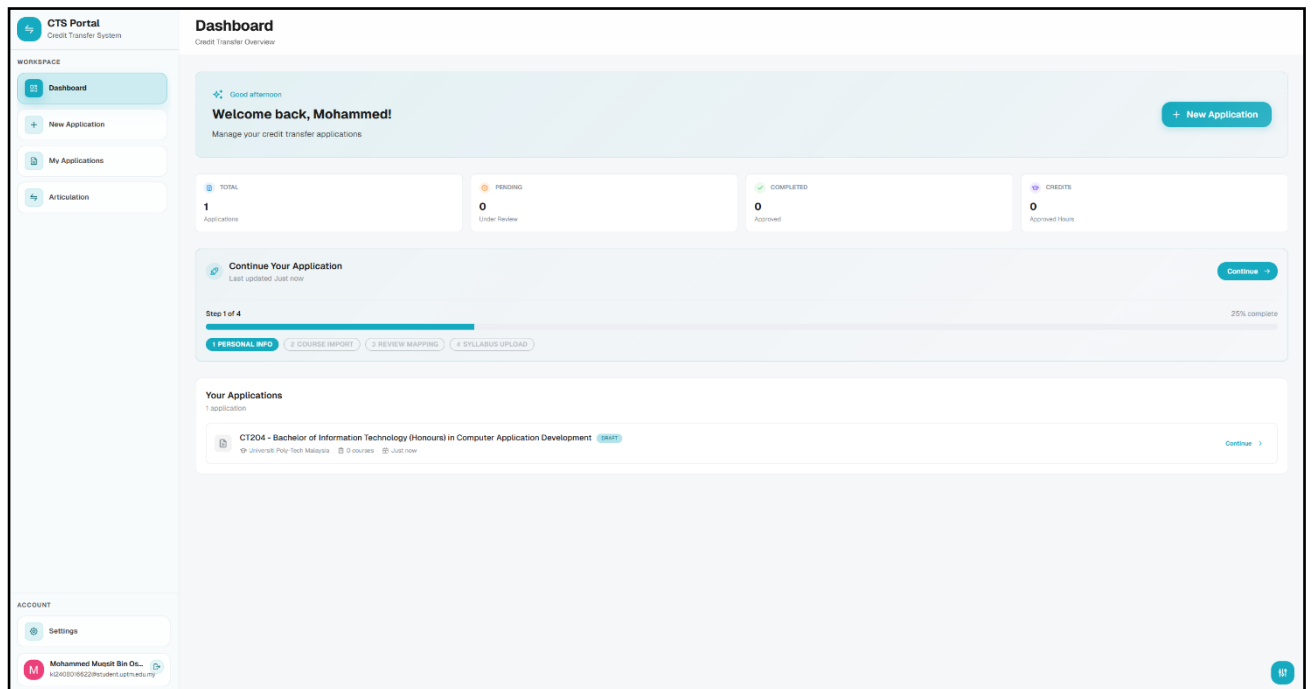 CTS Portal
Credit Transfer System
WORKSPACE
Dashboard
New Application
My Applications
Articulation
Dashboard
Credit Transfer Overview
Good afternoon
Welcome back, Mohammed!
Manage your credit transfer applications
+ New Application
TOTAL
1
Applications
PENDING
0
Under Review
COMPLETED
0
Approved
CREDITS
0
Approved Hours
Continue Your Application
Last updated Just now
Continue →
Step 1 of 4
25% complete
1 PERSONAL INFO
2 COURSE IMPORT
3 REVIEW MAPPING
4 SYLLABUS UPLOAD
Your Applications
1 application
CT204 - Bachelor of Information Technology (Honours) in Computer Application Development
DRAFT
Universiti Poly-Tech Malaysia
0 courses
Just now
Continue >
ACCOUNT
Settings
M
Mohammed Muqsit Bin Os...
kl2408016622@student.uptm.edu.my